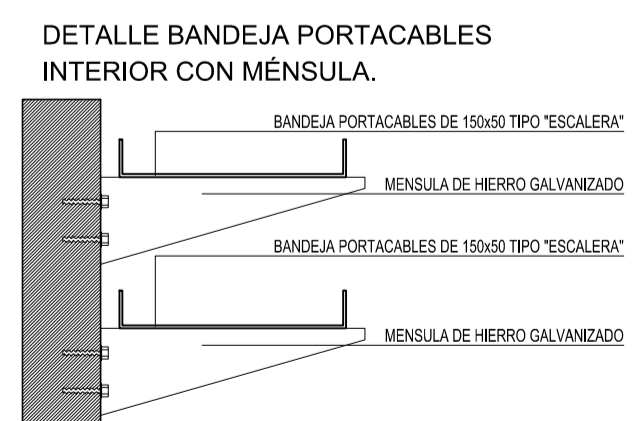 DETALLE BANDEJA PORTACABLES
INTERIOR CON MÉNSULA.
BANDEJA PORTACABLES DE 150x50 TIPO "ESCALERA"
MENSULA DE HIERRO GALVANIZADO
BANDEJA PORTACABLES DE 150x50 TIPO "ESCALERA"
MENSULA DE HIERRO GALVANIZADO